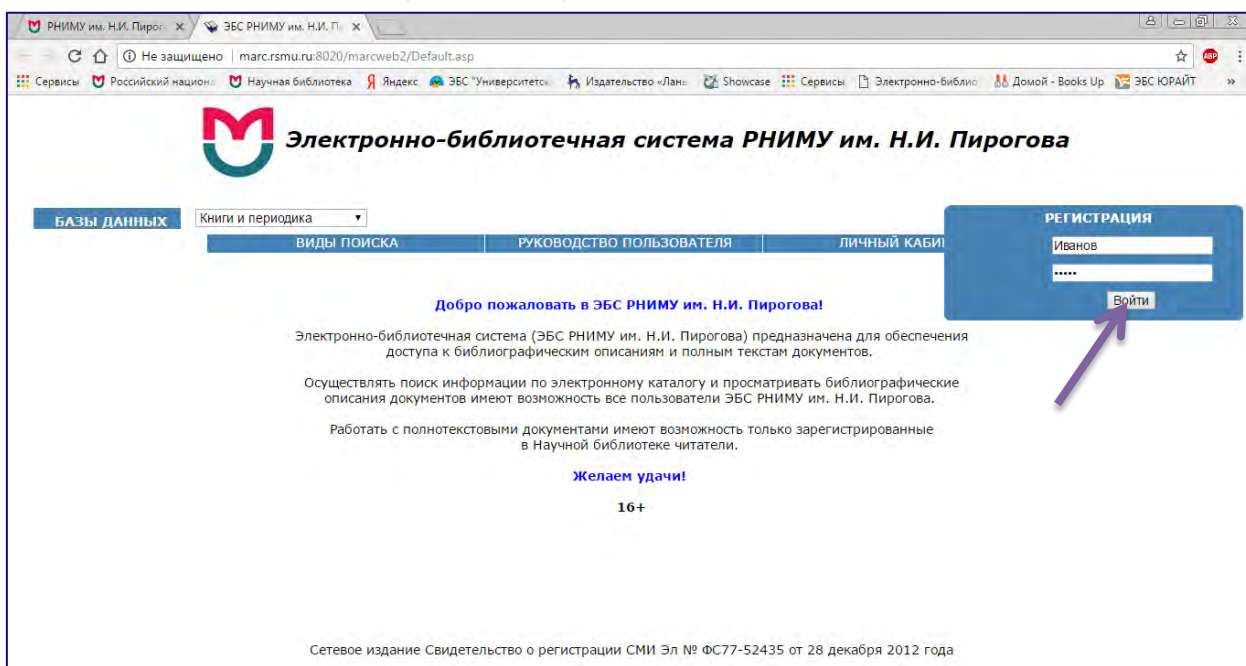 РНИМУ им. Н.И. Пирог
ЭБС РНИМУ им. Н.И. П
Не защищено | marc.rsmu.ru:8020/marcweb2/Default.asp
ABP
Сервисы Российский национ Научная библиотека Яндекс ЭБС "Университетск Издательство «Лань Showcase Сервисы Электронно-библио Домой - Books Up ЭБС ЮРАЙТ »
Электронно-библиотечная система РНИМУ им. Н.И. Пирогова
БАЗЫ ДАННЫХ
Книги и периодика
РЕГИСТРАЦИЯ
ВИДЫ ПОИСКА РУКОВОДСТВО ПОЛЬЗОВАТЕЛЯ ЛИЧНЫЙ КАБИ
Иванов
•••••
Войти
Добро пожаловать в ЭБС РНИМУ им. Н.И. Пирогова!
Электронно-библиотечная система (ЭБС РНИМУ им. Н.И. Пирогова) предназначена для обеспечения
доступа к библиографическим описаниям и полным текстам документов.
Осуществлять поиск информации по электронному каталогу и просматривать библиографические
описания документов имеют возможность все пользователи ЭБС РНИМУ им. Н.И. Пирогова.
Работать с полнотекстовыми документами имеют возможность только зарегистрированные
в Научной библиотеке читатели.
Желаем удачи!
16+
Сетевое издание Свидетельство о регистрации СМИ Эл № ФС77-52435 от 28 декабря 2012 года